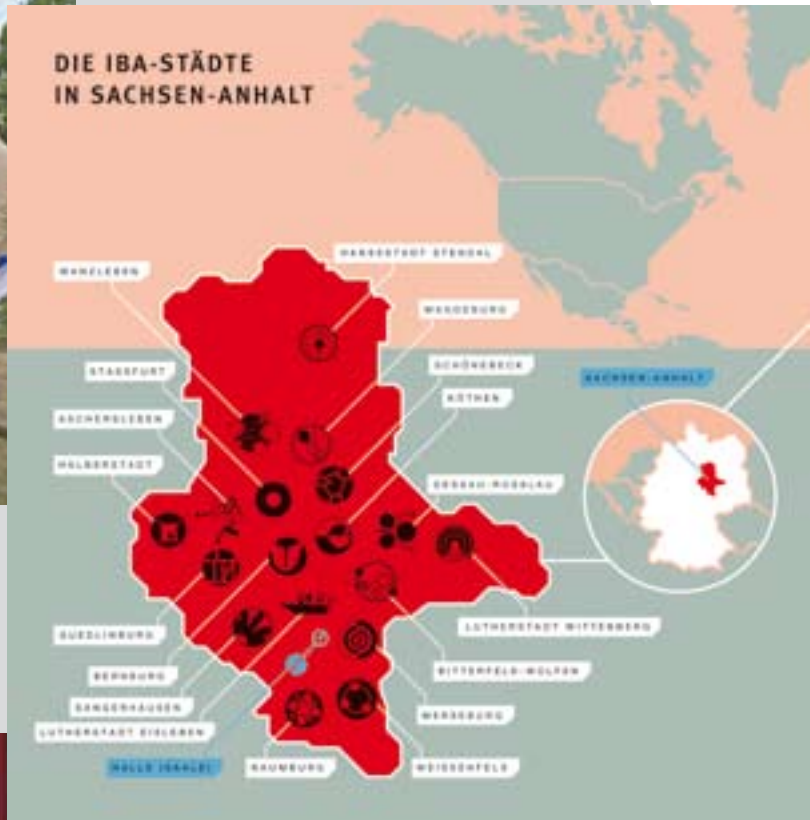 DIE IBA-STÄDTE
IN SACHSEN-ANHALT
HANSESTADT STENDAL
WANZLEBEN
MAGDEBURG
STASSFURT
SCHÖNEBECK
SACHSEN-ANHALT
KÖTHEN
ASCHERSLEBEN
HALBERSTADT
DESSAU-ROSSLAU
QUEDLINBURG
LUTHERSTADT WITTENBERG
BERNBURG
BITTERFELD-WOLFEN
SANGERHAUSEN
MERSEBURG
LUTHERSTADT EISLEBEN
HALLE (SAALE)
NAUMBURG
WEISSENFELS